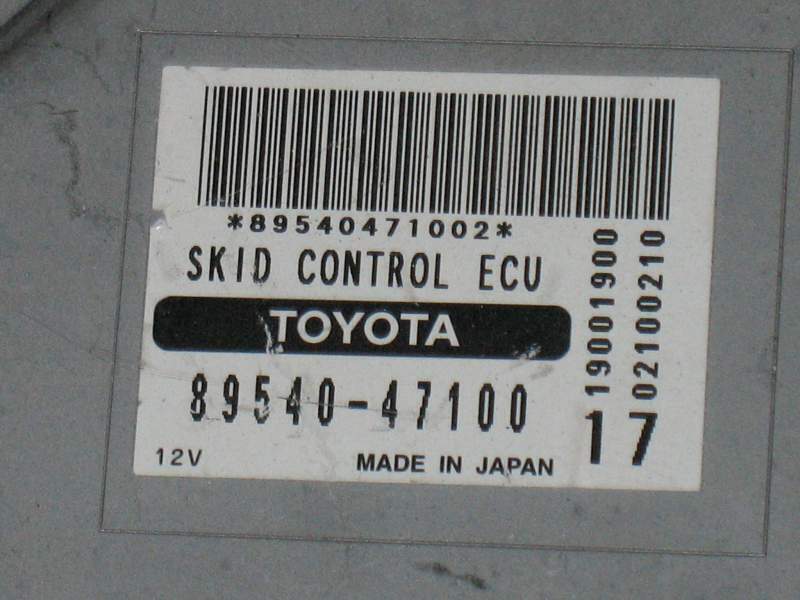 *89540471002*
SKID CONTROL ECU
TOYOTA
89540-47100
12V MADE IN JAPAN
19001900
02100210
17